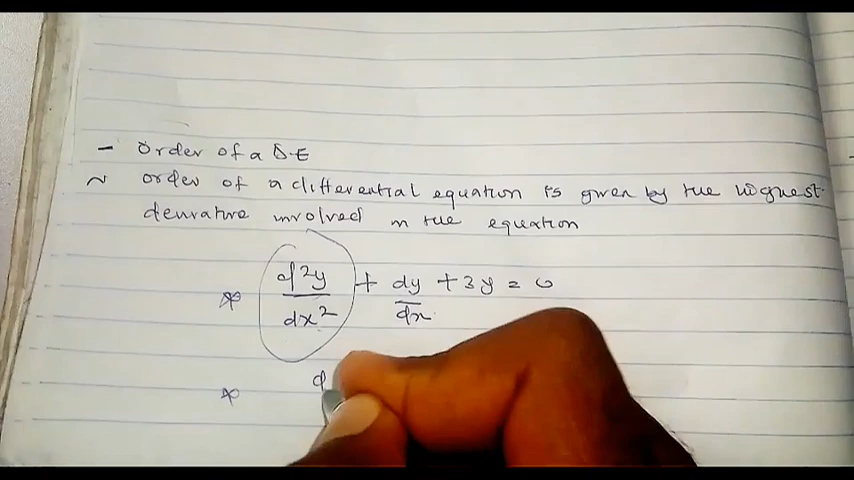 - Order of a D.E
~ order of a differential equation is given by the highest
derivative involved in the equation
* d²y/dx² + dy/dx + 3y = 0
* d